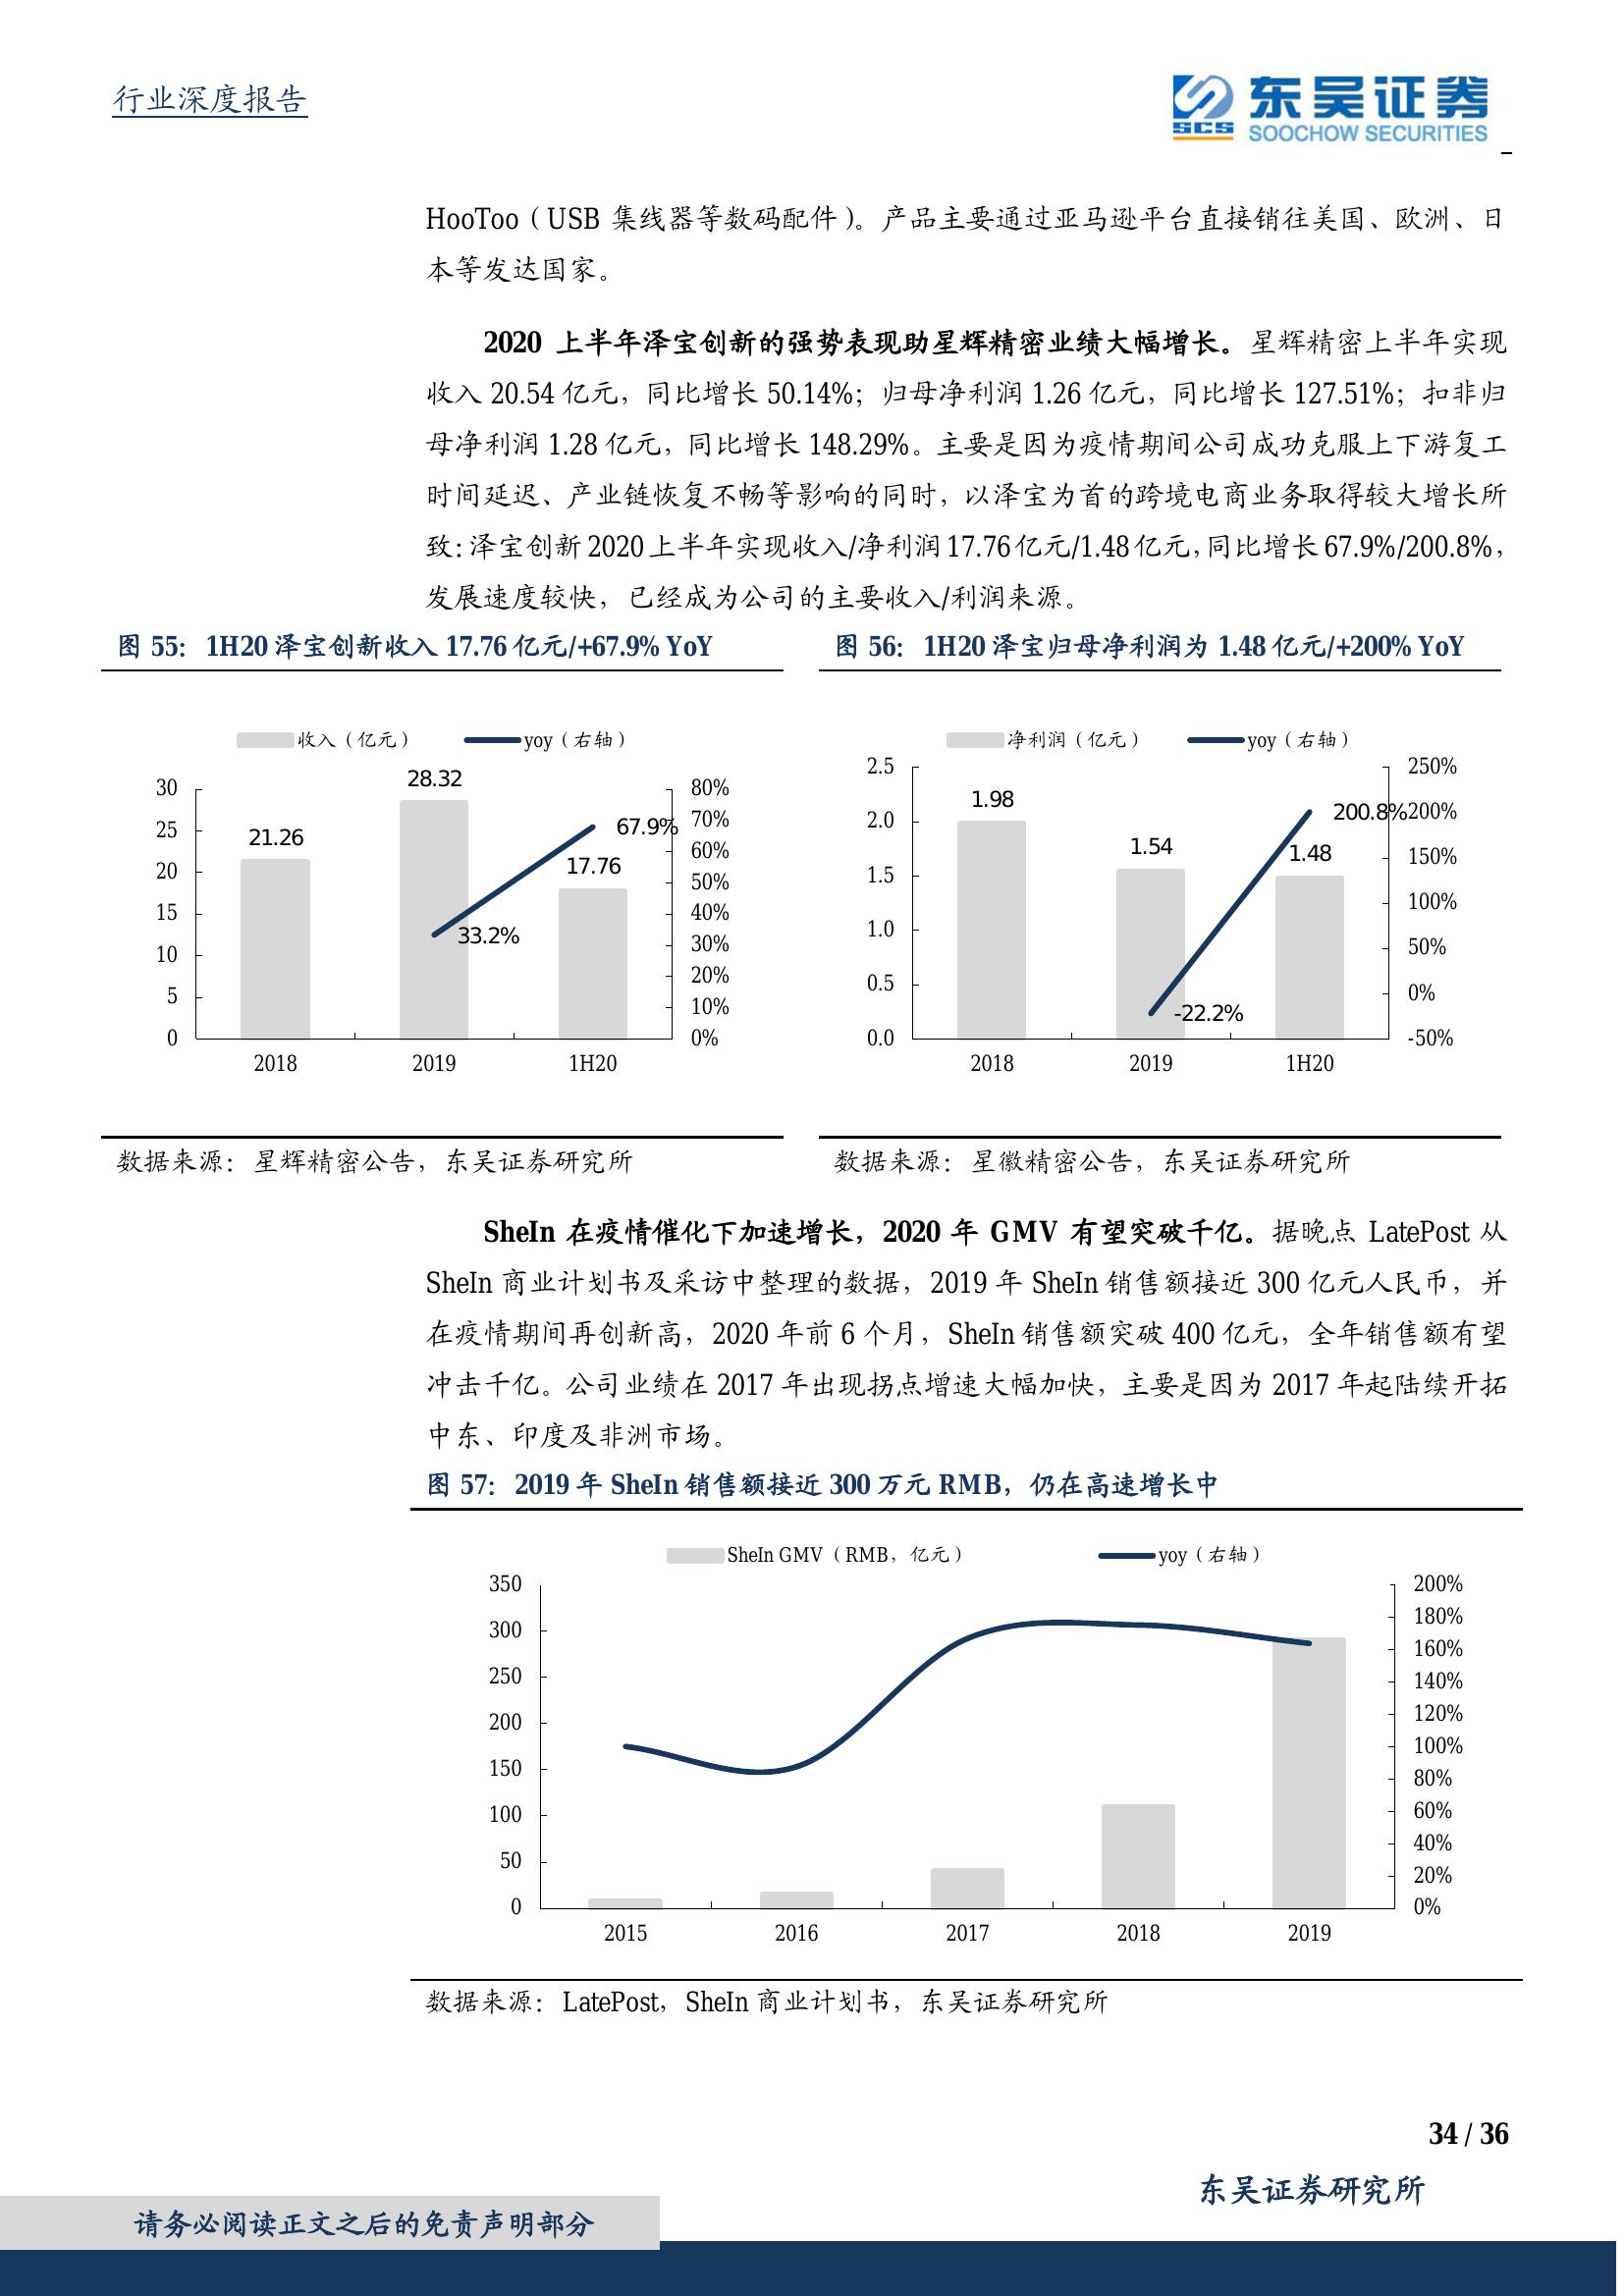 行业深度报告
SCS 东吴证券
SOOCHOW SECURITIES
HooToo（USB 集线器等数码配件）。产品主要通过亚马逊平台直接销往美国、欧洲、日
本等发达国家。
2020 上半年泽宝创新的强势表现助星辉精密业绩大幅增长。星辉精密上半年实现
收入 20.54 亿元，同比增长 50.14%；归母净利润 1.26 亿元，同比增长 127.51%；扣非归
母净利润 1.28 亿元，同比增长 148.29%。主要是因为疫情期间公司成功克服上下游复工
时间延迟、产业链恢复不畅等影响的同时，以泽宝为首的跨境电商业务取得较大增长所
致：泽宝创新 2020 上半年实现收入/净利润 17.76 亿元/1.48 亿元，同比增长 67.9%/200.8%，
发展速度较快，已经成为公司的主要收入/利润来源。
图 55：1H20 泽宝创新收入 17.76 亿元/+67.9% YoY
收入（亿元） yoy（右轴）
30 28.32 80%
25 21.26 67.9% 70%
20 17.76 60%
50%
15 40%
10 33.2% 30%
20%
5 10%
0 0%
2018 2019 1H20
数据来源：星辉精密公告，东吴证券研究所
图 56：1H20 泽宝归母净利润为 1.48 亿元/+200% YoY
净利润（亿元） yoy（右轴）
2.5 250%
2.0 1.98 200.8% 200%
1.5 1.54 1.48 150%
1.0 100%
50%
0.5 -22.2% 0%
0.0 -50%
2018 2019 1H20
数据来源：星徽精密公告，东吴证券研究所
SheIn 在疫情催化下加速增长，2020 年 GMV 有望突破千亿。据晚点 LatePost 从
SheIn 商业计划书及采访中整理的数据，2019 年 SheIn 销售额接近 300 亿元人民币，并
在疫情期间再创新高，2020 年前 6 个月，SheIn 销售额突破 400 亿元，全年销售额有望
冲击千亿。公司业绩在 2017 年出现拐点增速大幅加快，主要是因为 2017 年起陆续开拓
中东、印度及非洲市场。
图 57：2019 年 SheIn 销售额接近 300 万元 RMB，仍在高速增长中
SheIn GMV（RMB，亿元） yoy（右轴）
350 200%
300 180%
160%
250 140%
200 120%
150 100%
80%
100 60%
50 40%
20%
0 0%
2015 2016 2017 2018 2019
数据来源：LatePost，SheIn 商业计划书，东吴证券研究所
34 / 36
东吴证券研究所
请务必阅读正文之后的免责声明部分